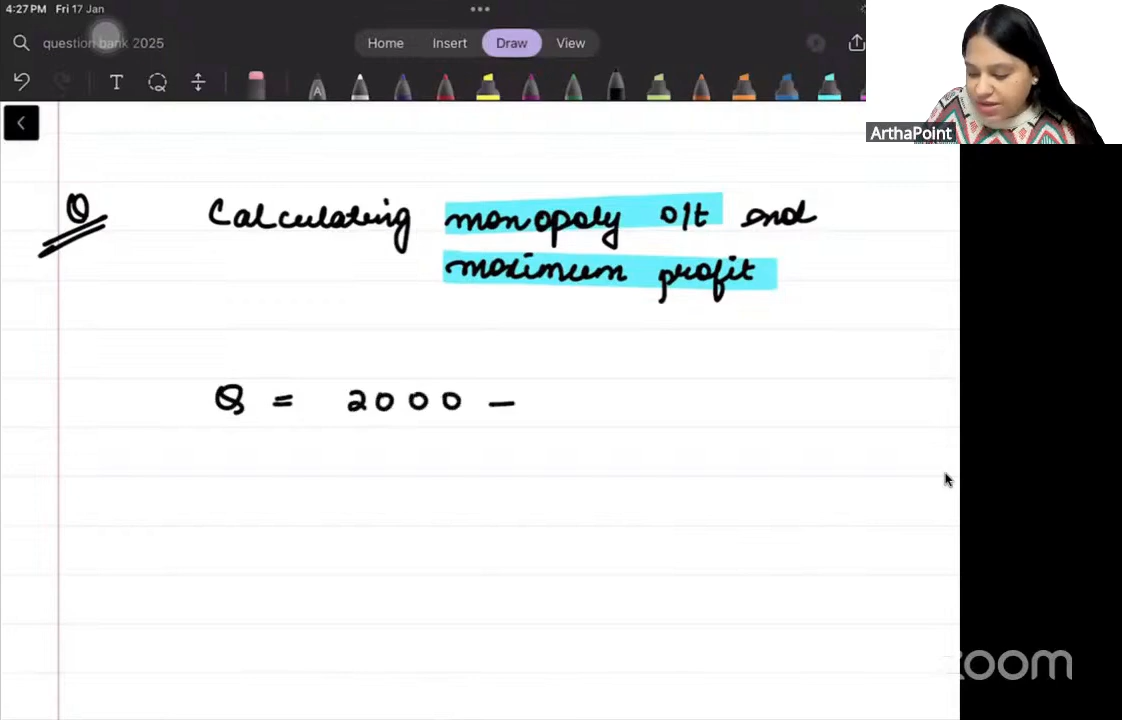 4:27 PM Fri 17 Jan
question bank 2025
Home Insert Draw View
T
A
ArthaPoint
Q
Calculating monopoly o/t and
maximum profit
Q = 2000 –
zoom